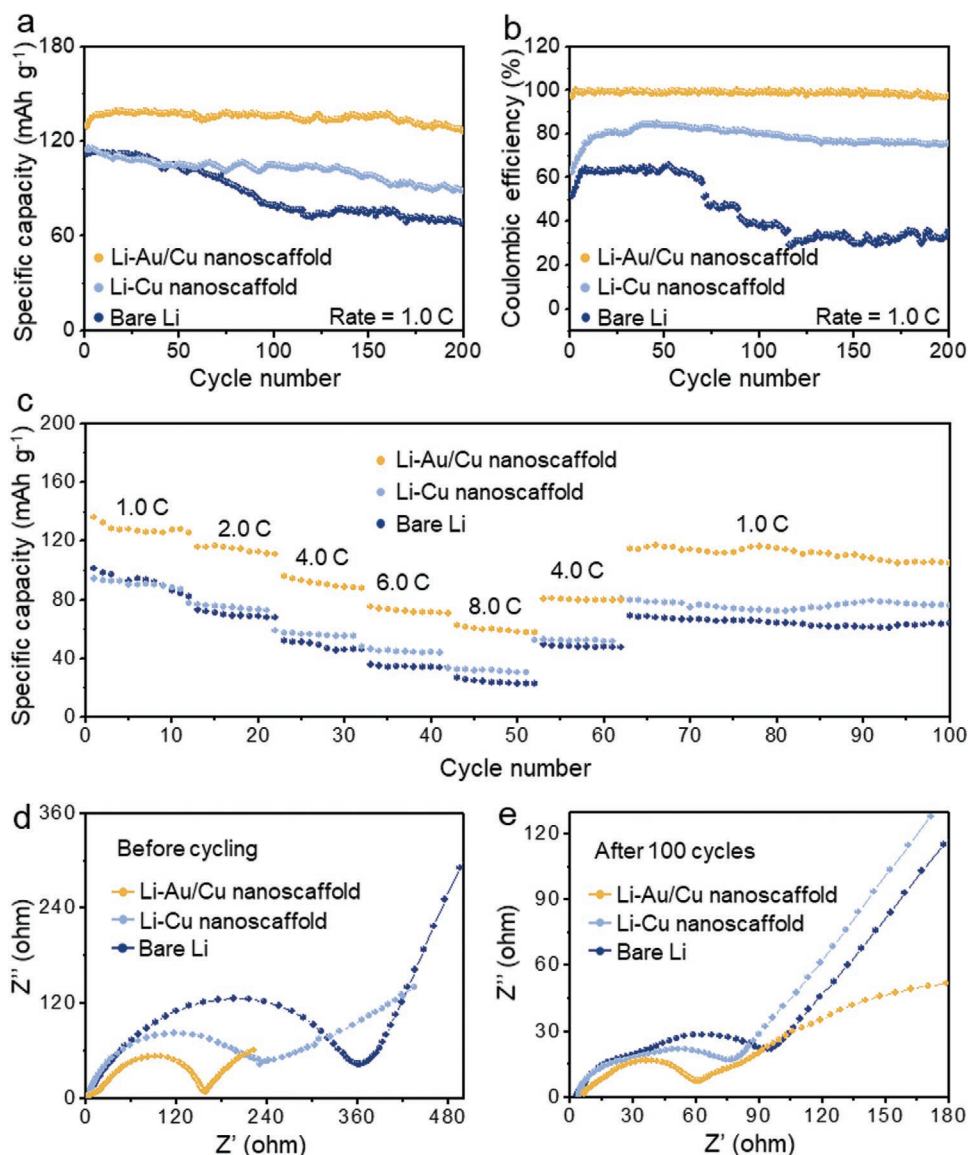 a
Specific capacity (mAh g⁻¹)
180
120
60
0
Li-Au/Cu nanoscaffold
Li-Cu nanoscaffold
Bare Li
Rate = 1.0 C
0
50
100
150
200
Cycle number
b
Coulombic efficiency (%)
120
100
80
60
40
20
0
Li-Au/Cu nanoscaffold
Li-Cu nanoscaffold
Bare Li
Rate = 1.0 C
0
50
100
150
200
Cycle number
c
Specific capacity (mAh g⁻¹)
200
160
120
80
40
0
Li-Au/Cu nanoscaffold
Li-Cu nanoscaffold
Bare Li
1.0 C
2.0 C
4.0 C
6.0 C
8.0 C
4.0 C
1.0 C
0
10
20
30
40
50
60
70
80
90
100
Cycle number
d
Z'' (ohm)
360
240
120
0
Before cycling
Li-Au/Cu nanoscaffold
Li-Cu nanoscaffold
Bare Li
0
120
240
360
480
Z' (ohm)
e
Z'' (ohm)
120
90
60
30
0
After 100 cycles
Li-Au/Cu nanoscaffold
Li-Cu nanoscaffold
Bare Li
0
30
60
90
120
150
180
Z' (ohm)